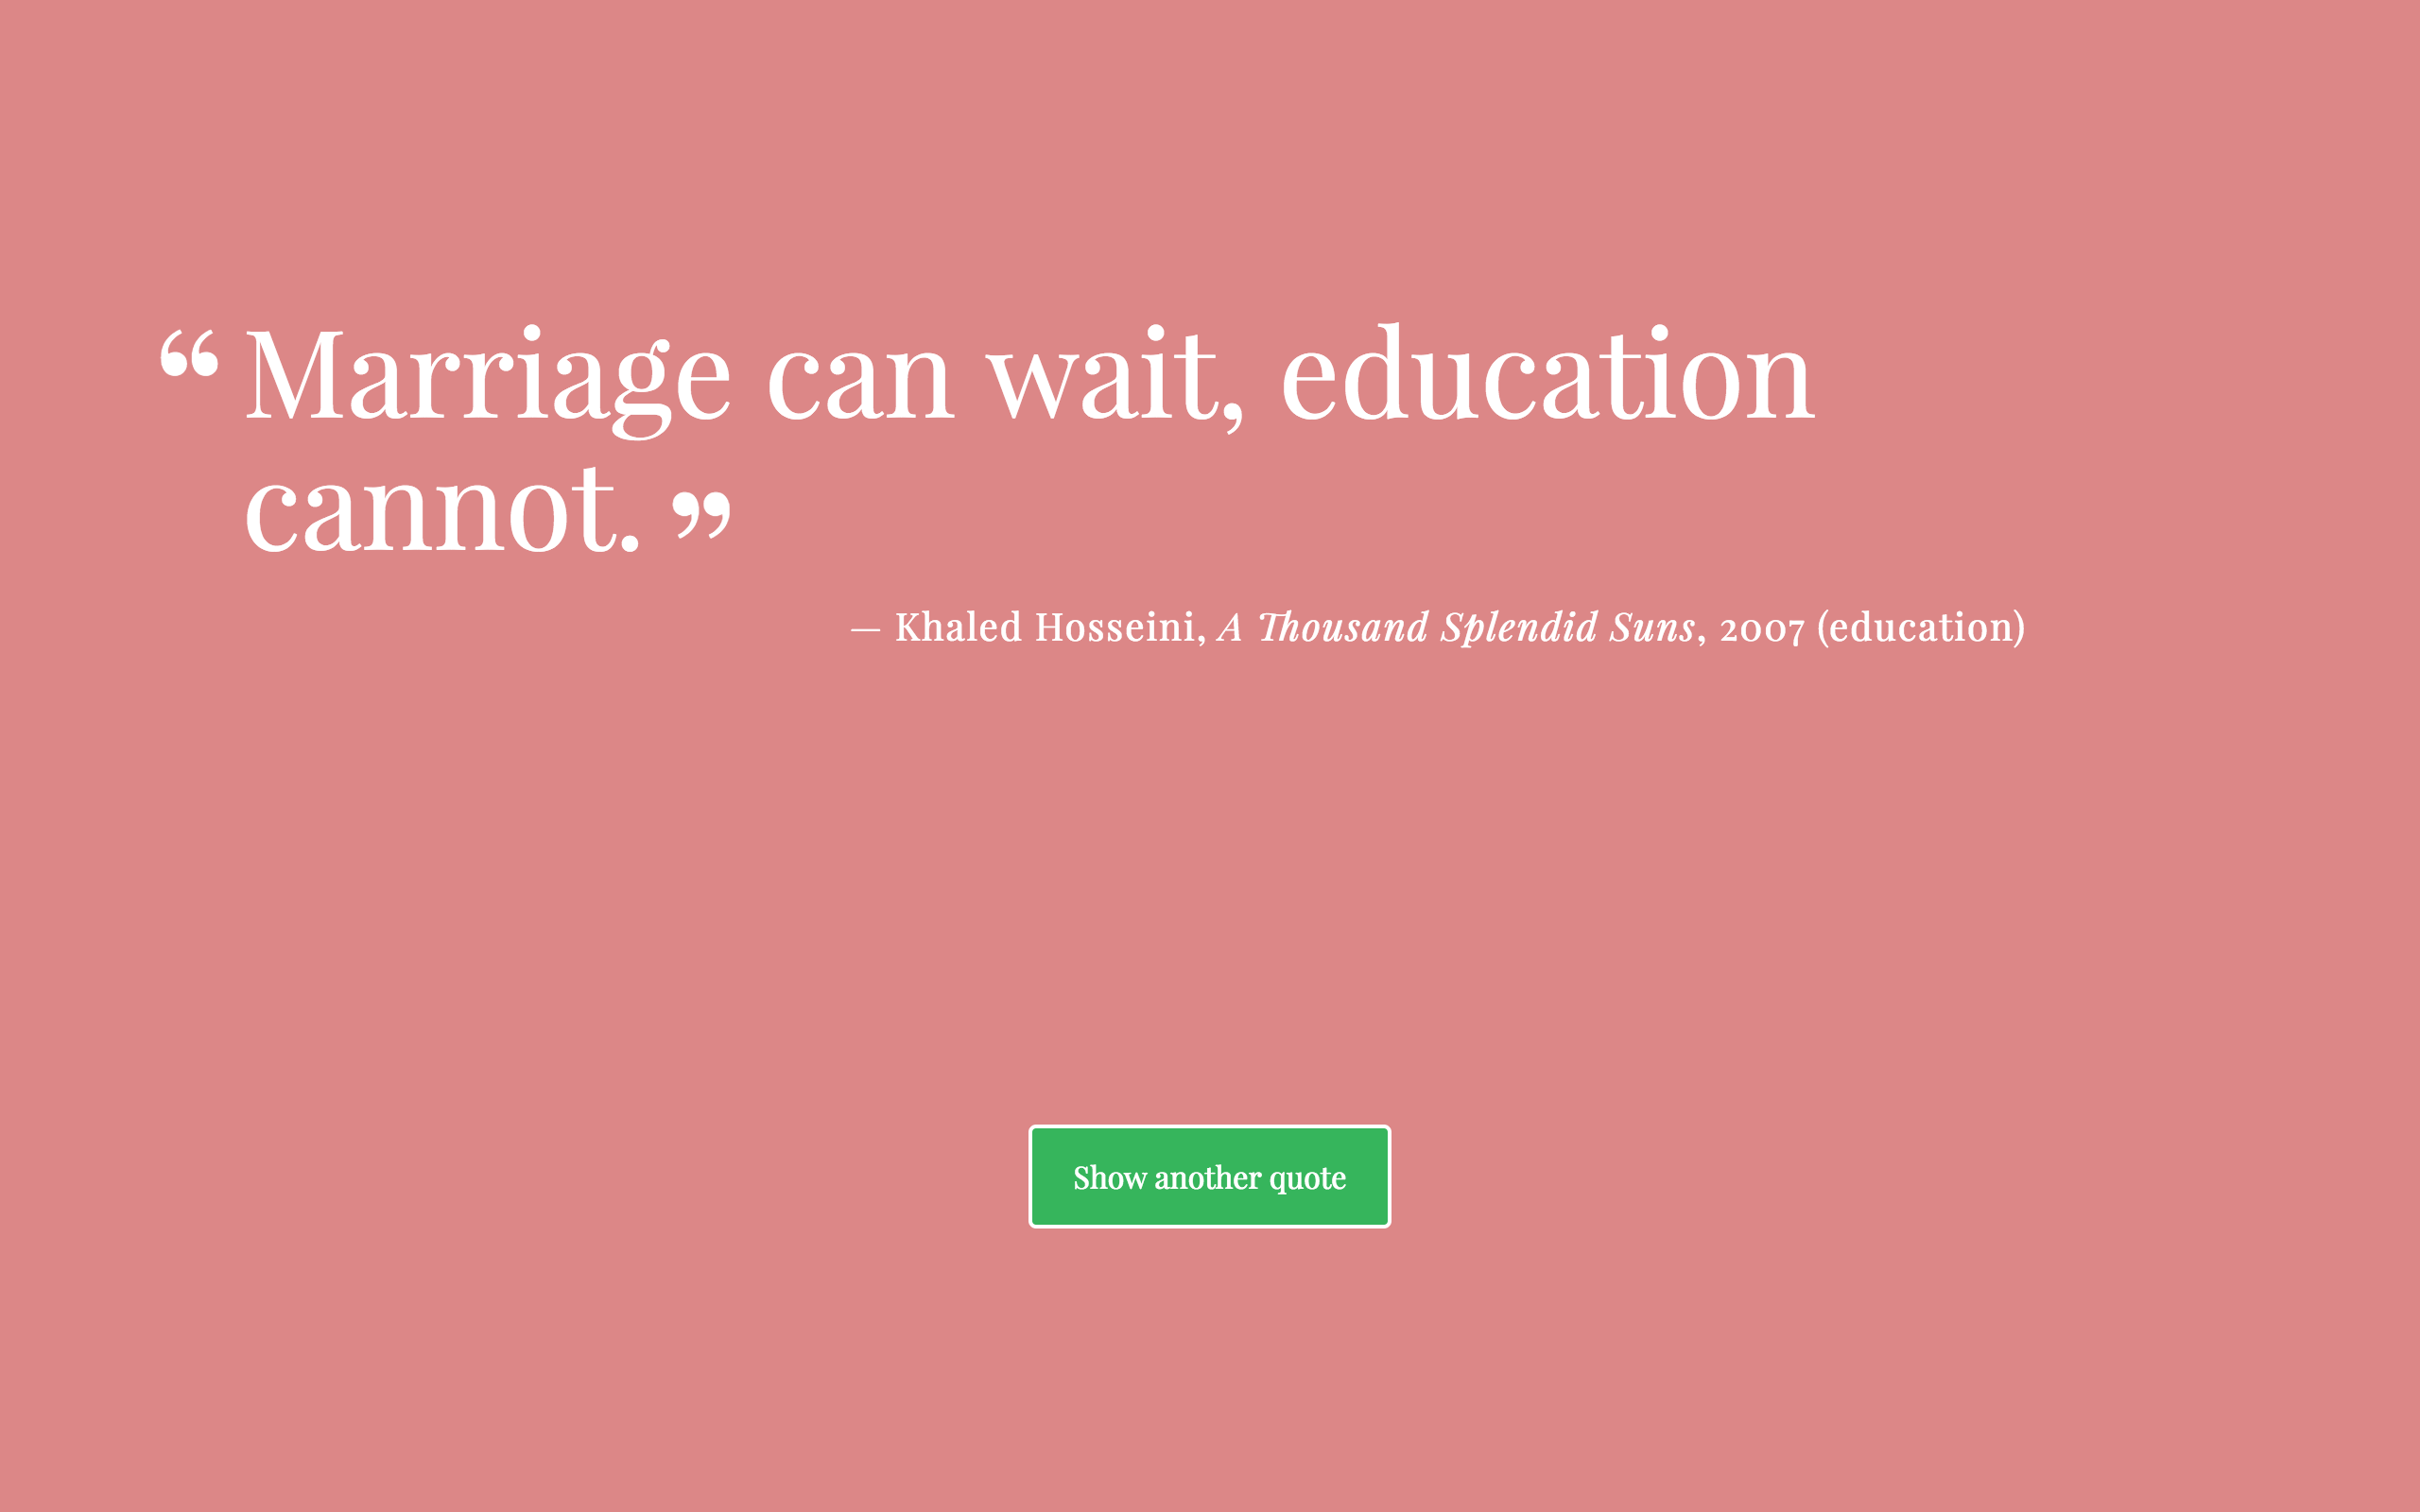 “ Marriage can wait, education
cannot. ”
— Khaled Hosseini, A Thousand Splendid Suns, 2007 (education)
Show another quote